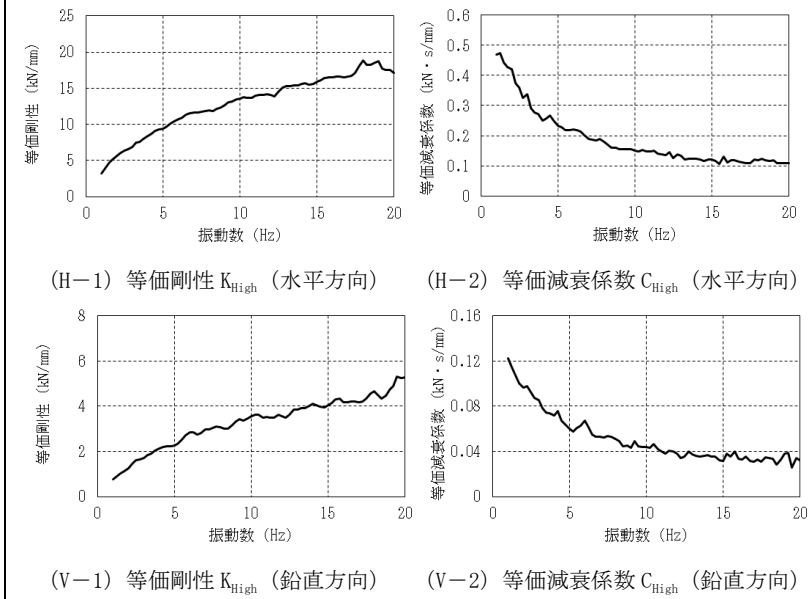 25
20
15
10
5
0
等価剛性 (kN/mm)
0 5 10 15 20
振動数 (Hz)
(H－1) 等価剛性 K_High (水平方向)
0.6
0.5
0.4
0.3
0.2
0.1
0
等価減衰係数 (kN・s/mm)
0 5 10 15 20
振動数 (Hz)
(H－2) 等価減衰係数 C_High (水平方向)
8
6
4
2
0
等価剛性 (kN/mm)
0 5 10 15 20
振動数 (Hz)
(V－1) 等価剛性 K_High (鉛直方向)
0.16
0.12
0.08
0.04
0
等価減衰係数 (kN・s/mm)
0 5 10 15 20
振動数 (Hz)
(V－2) 等価減衰係数 C_High (鉛直方向)